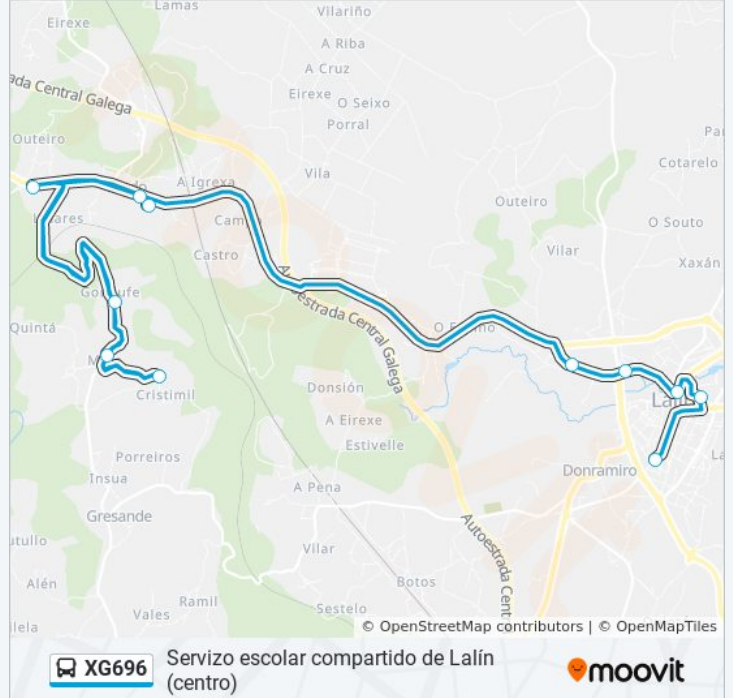 Lamas
Vilariño
Eirexe
A Riba
A Cruz
ada Central Galega
Eirexe
O Seixo
Porral
Outeiro
Cotarelo
A Igrexa
Vila
Outeiro
O Souto
Castro
Vilar
Xaxán
Autoestrada Central Galega
Quintá
Donsión
Cristimil
Lalín
A Eirexe
Estivelle
Porreiros
Donramiro
Insua
A Pena
Gresande
Autoestrada Cent
Vilar
Alén
Botos
Ramil
Vales
Sestelo
© OpenStreetMap contributors | © OpenMapTiles
XG696
Servizo escolar compartido de Lalín
(centro)
moovit